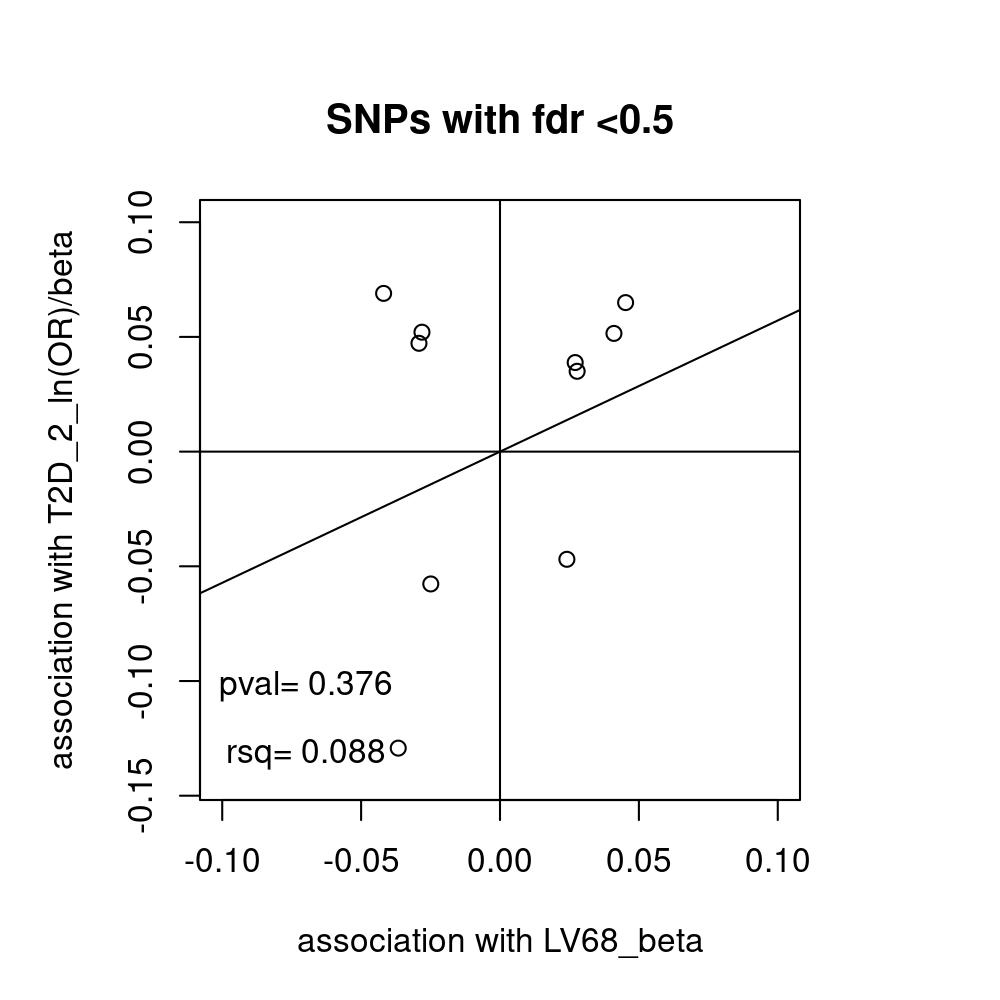 SNPs with fdr <0.5
association with T2D_2_ln(OR)/beta
0.10
0.05
0.00
-0.05
-0.10
-0.15
pval= 0.376
rsq= 0.088
-0.10
-0.05
0.00
0.05
0.10
association with LV68_beta